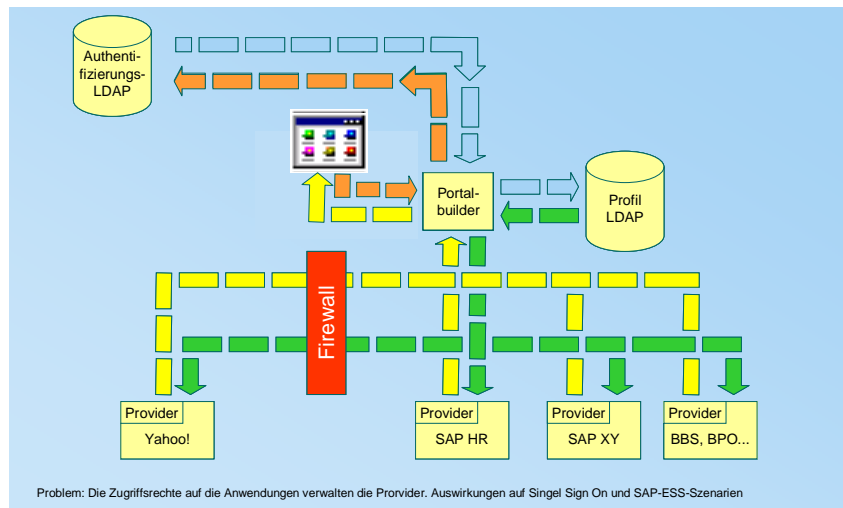 Authenti-
fizierungs-
LDAP
Portal-
builder
Profil
LDAP
Firewall
Provider
Yahoo!
Provider
SAP HR
Provider
SAP XY
Provider
BBS, BPO...
Problem: Die Zugriffsrechte auf die Anwendungen verwalten die Prorvider. Auswirkungen auf Singel Sign On und SAP-ESS-Szenarien